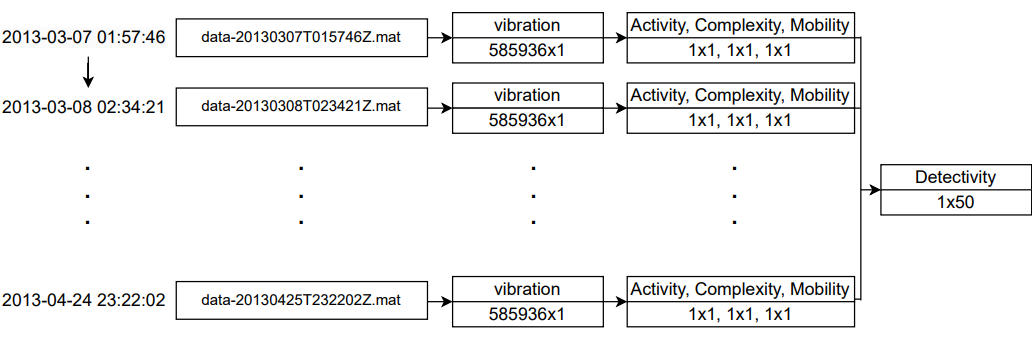 2013-03-07 01:57:46
data-20130307T015746Z.mat
vibration
585936x1
Activity, Complexity, Mobility
1x1, 1x1, 1x1
2013-03-08 02:34:21
data-20130308T023421Z.mat
vibration
585936x1
Activity, Complexity, Mobility
1x1, 1x1, 1x1
Detectivity
1x50
2013-04-24 23:22:02
data-20130425T232202Z.mat
vibration
585936x1
Activity, Complexity, Mobility
1x1, 1x1, 1x1